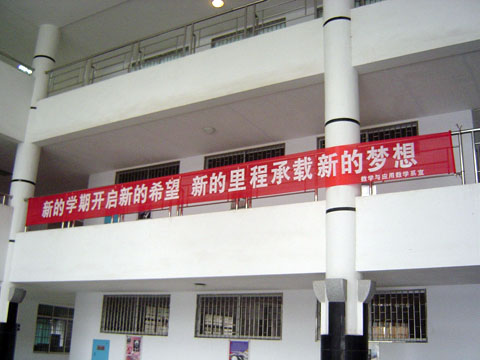 新的学期开启新的希望 新的里程承载新的梦想
数学与应用数学系宣